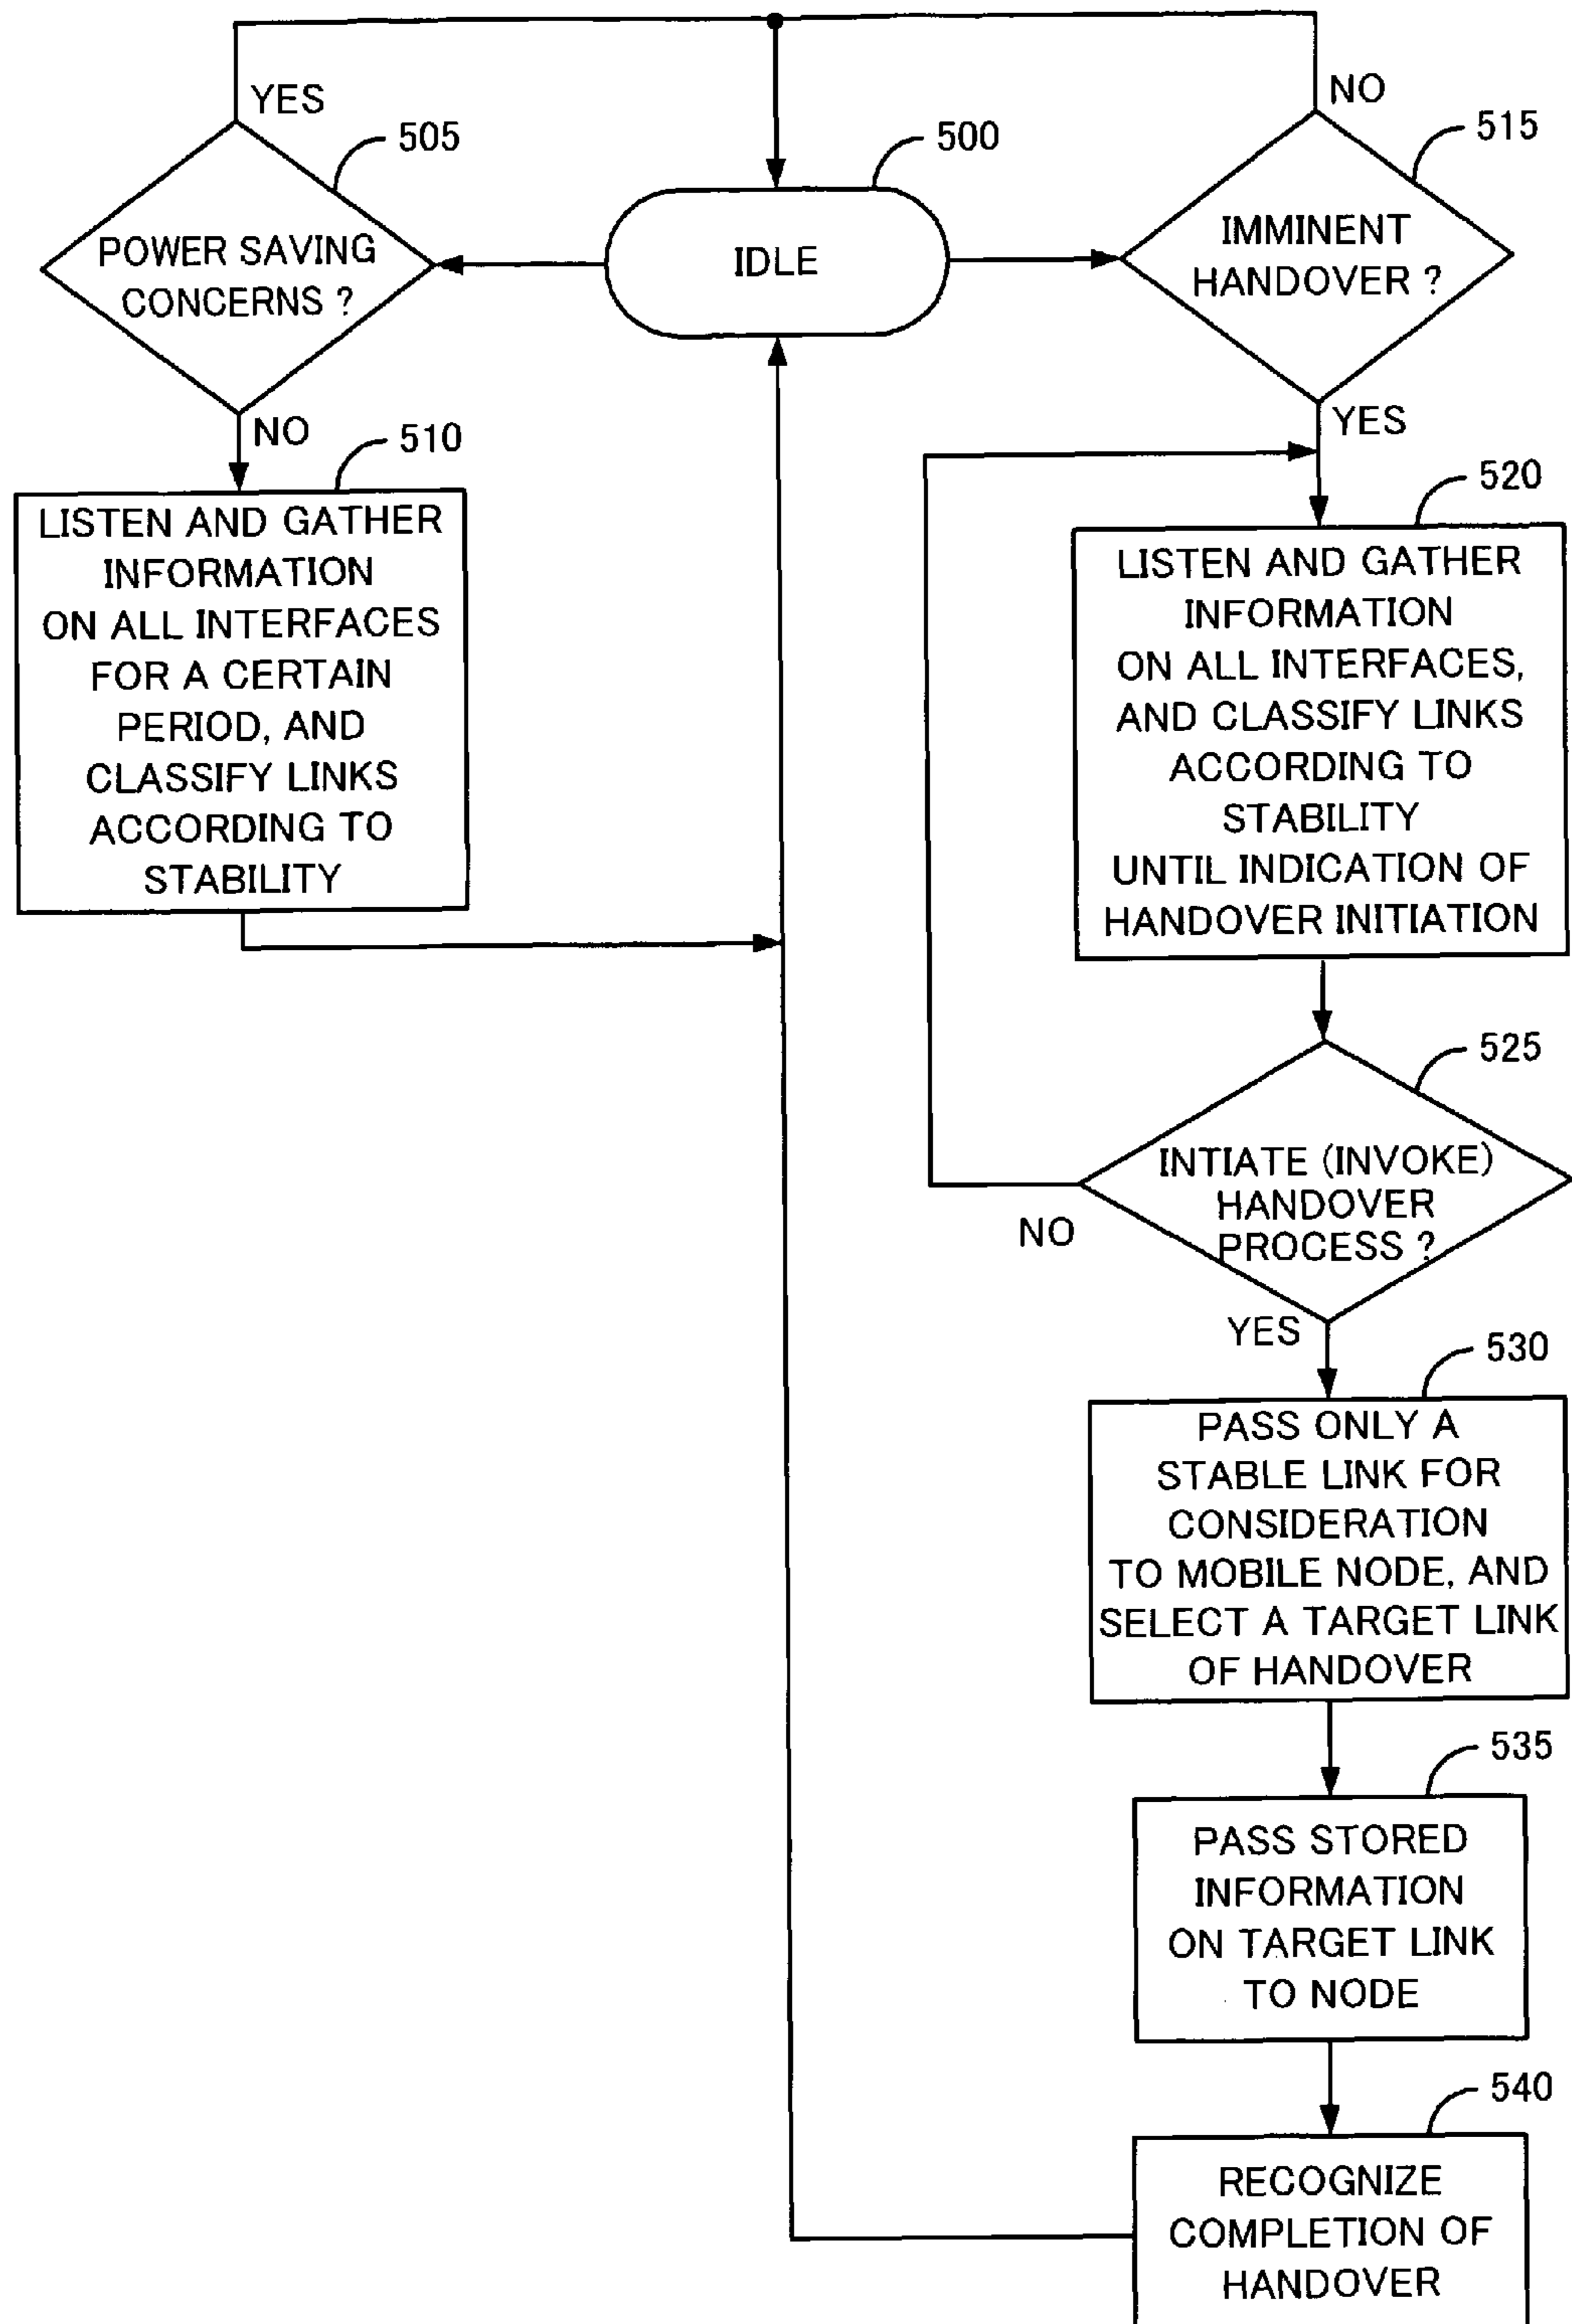 YES
505
POWER SAVING
CONCERNS ?
NO
510
LISTEN AND GATHER
INFORMATION
ON ALL INTERFACES
FOR A CERTAIN
PERIOD, AND
CLASSIFY LINKS
ACCORDING TO
STABILITY
500
IDLE
NO
515
IMMINENT
HANDOVER ?
YES
520
LISTEN AND GATHER
INFORMATION
ON ALL INTERFACES,
AND CLASSIFY LINKS
ACCORDING TO
STABILITY
UNTIL INDICATION OF
HANDOVER INITIATION
525
INTIATE (INVOKE)
HANDOVER
PROCESS ?
NO
YES
530
PASS ONLY A
STABLE LINK FOR
CONSIDERATION
TO MOBILE NODE, AND
SELECT A TARGET LINK
OF HANDOVER
535
PASS STORED
INFORMATION
ON TARGET LINK
TO NODE
540
RECOGNIZE
COMPLETION OF
HANDOVER